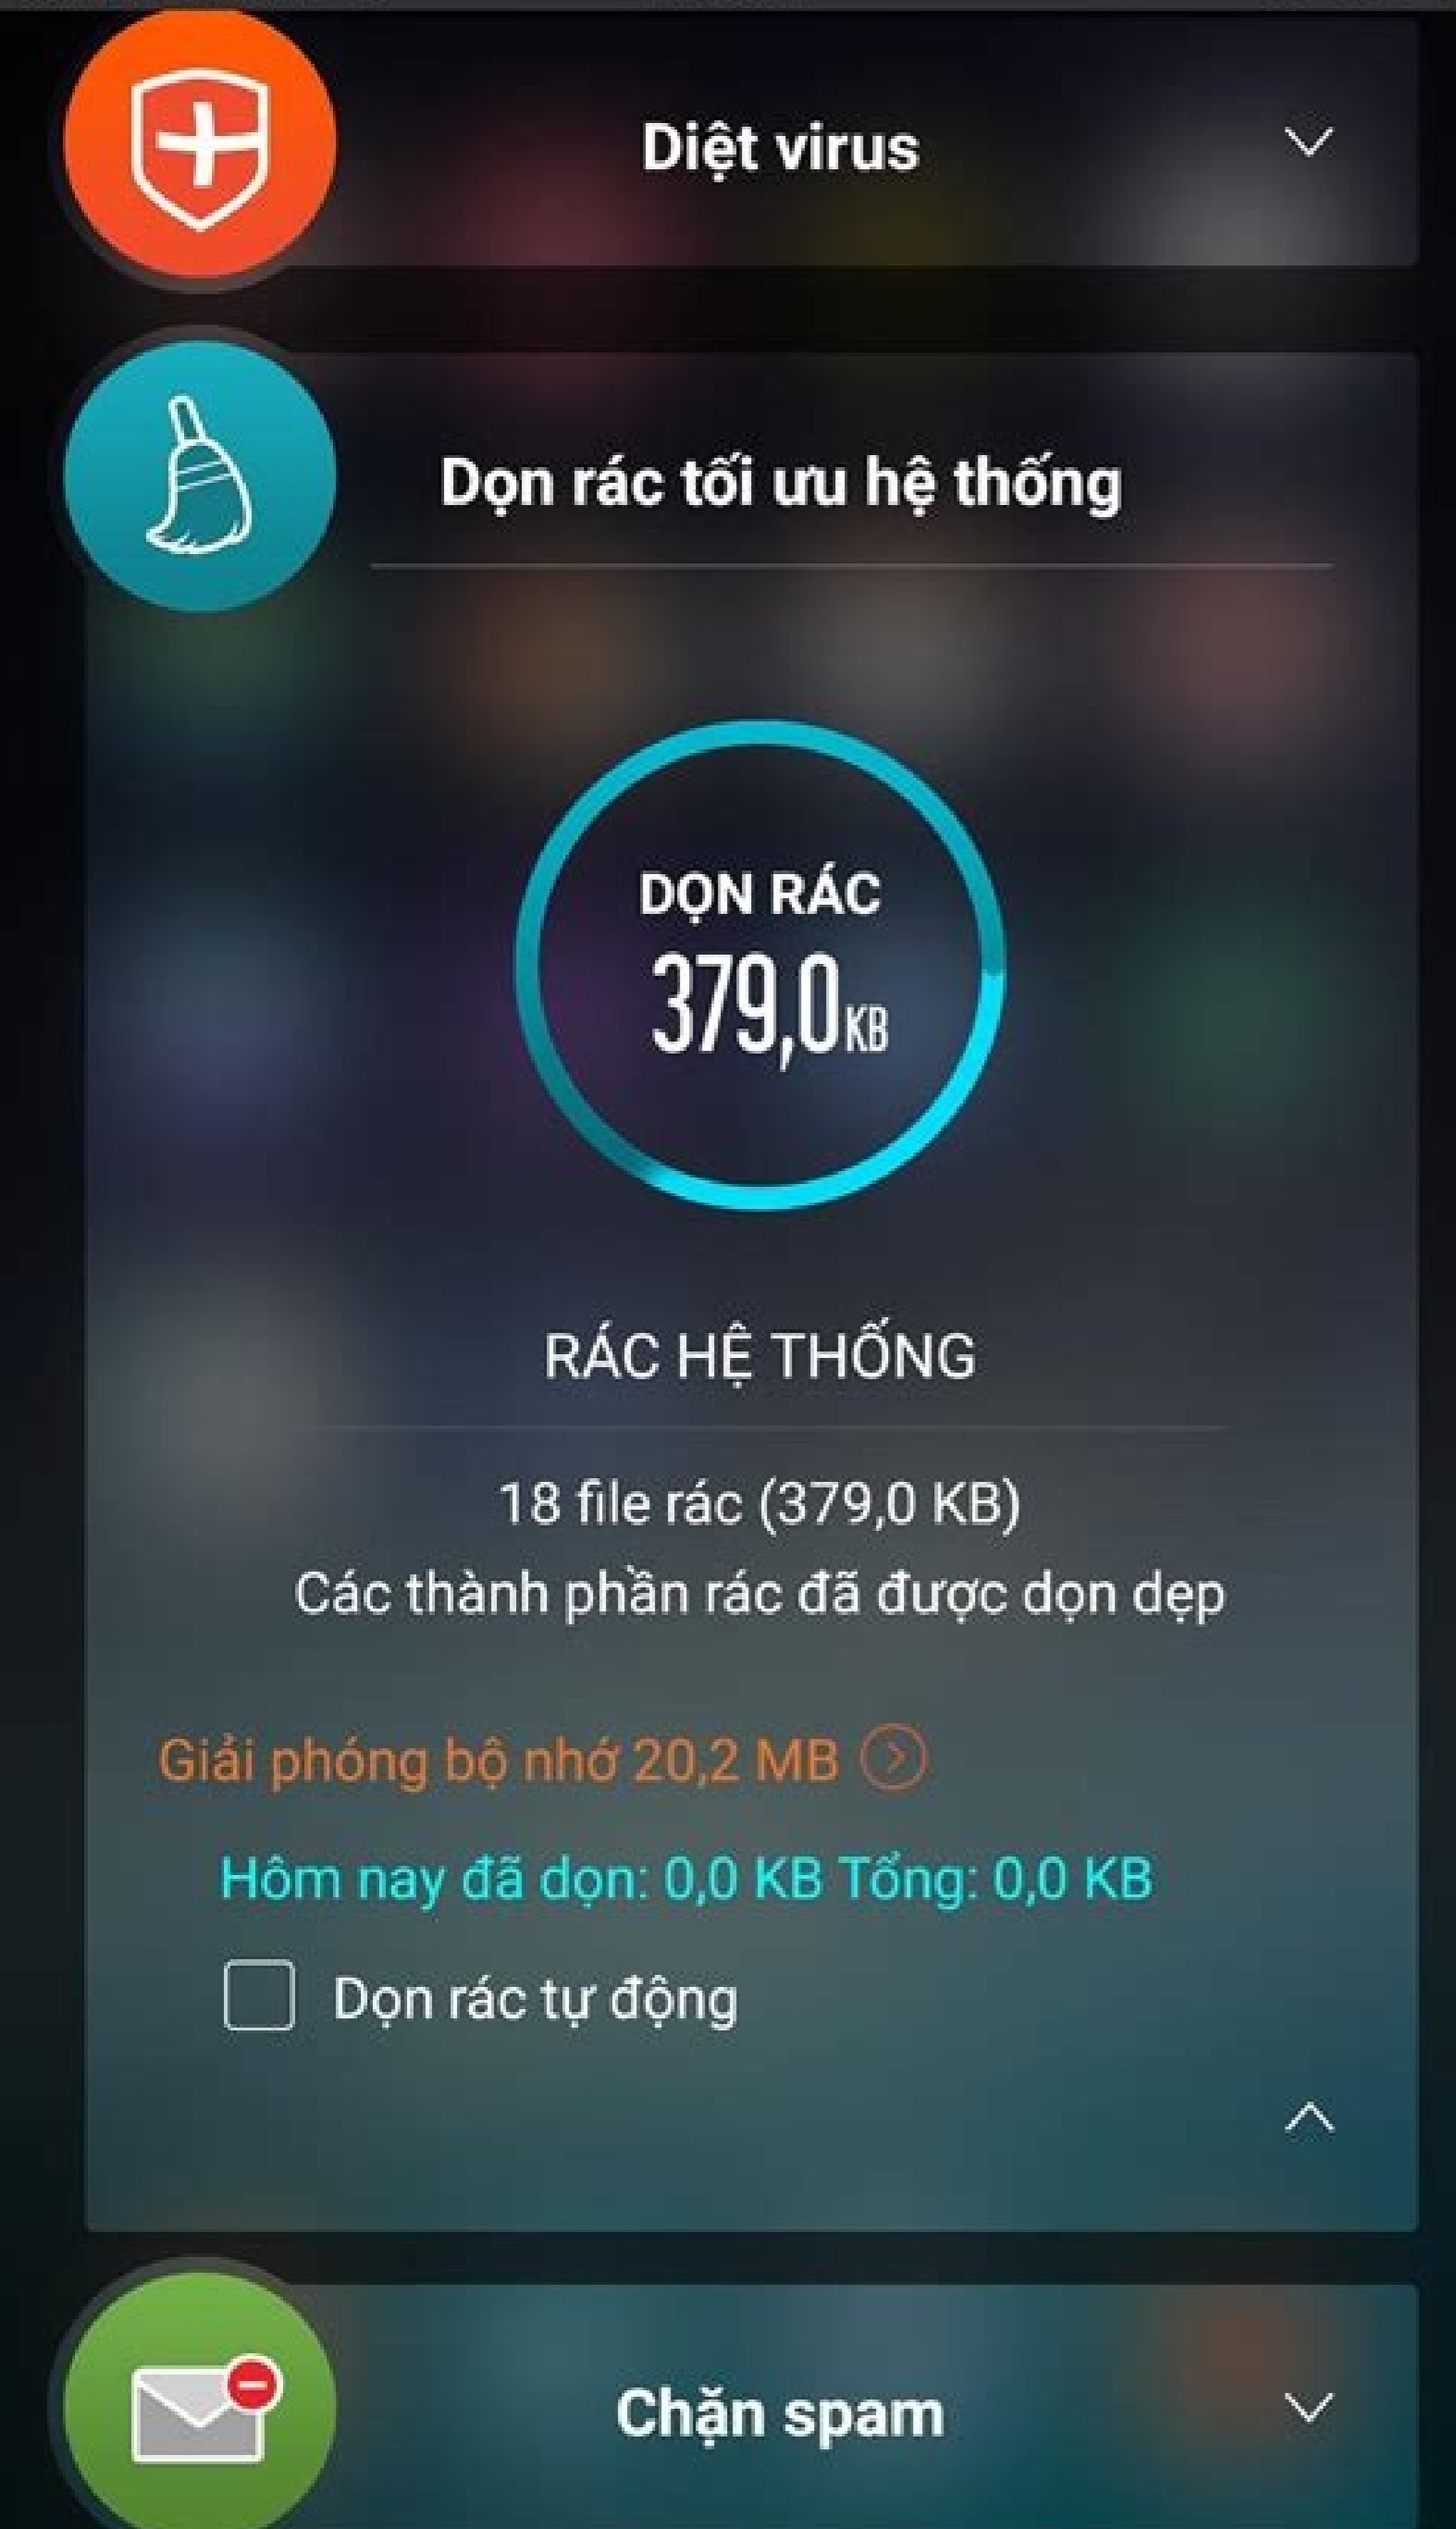 Diệt virus
Dọn rác tối ưu hệ thống
DỌN RÁC
379,0 KB
RÁC HỆ THỐNG
18 file rác (379,0 KB)
Các thành phần rác đã được dọn dẹp
Giải phóng bộ nhớ 20,2 MB
Hôm nay đã dọn: 0,0 KB Tổng: 0,0 KB
Dọn rác tự động
Chặn spam